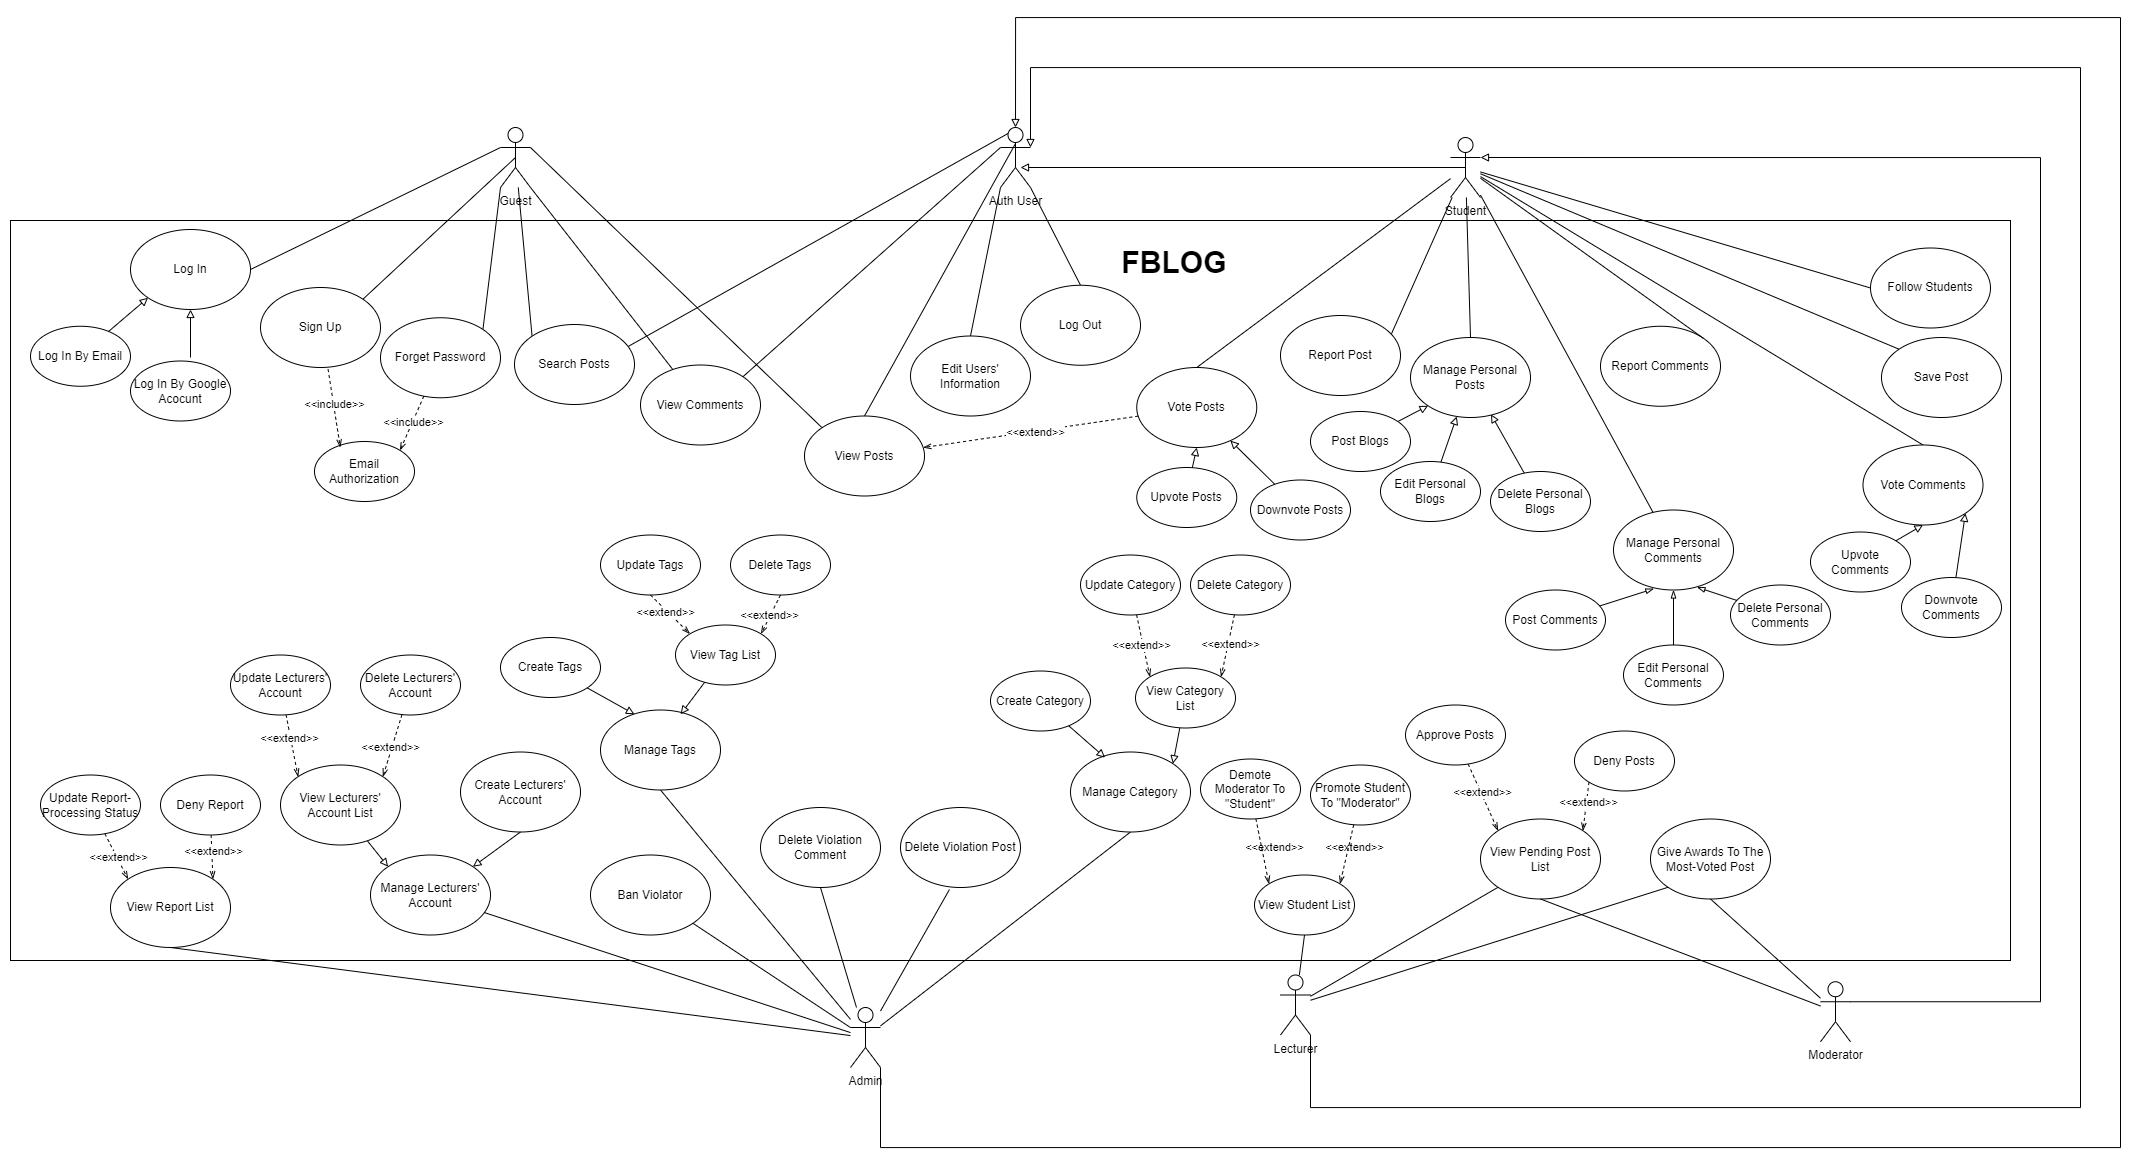 Guest
Auth User
Student
FBLOG
Log In
Log In By Email
Log In By Google
Acocunt
Sign Up
Forget Password
<<include>>
<<include>>
Email
Authorization
Search Posts
View Comments
View Posts
Edit Users'
Information
Log Out
<<extend>>
Vote Posts
Upvote Posts
Downvote Posts
Report Post
Manage Personal
Posts
Post Blogs
Edit Personal
Blogs
Delete Personal
Blogs
Report Comments
Follow Students
Save Post
Vote Comments
Upvote
Comments
Downvote
Comments
Manage Personal
Comments
Post Comments
Edit Personal
Comments
Delete Personal
Comments
Update Tags
Delete Tags
<<extend>>
<<extend>>
View Tag List
Create Tags
Manage Tags
Update Category
Delete Category
<<extend>>
<<extend>>
View Category
List
Create Category
Manage Category
Update Lecturers'
Account
Delete Lecturers'
Account
<<extend>>
<<extend>>
View Lecturers'
Account List
Create Lecturers'
Account
Manage Lecturers'
Account
Update Report-
Processing Status
Deny Report
<<extend>>
<<extend>>
View Report List
Ban Violator
Delete Violation
Comment
Delete Violation Post
Demote
Moderator To
"Student"
Promote Student
To "Moderator"
<<extend>>
<<extend>>
View Student List
Approve Posts
Deny Posts
<<extend>>
<<extend>>
View Pending Post
List
Give Awards To The
Most-Voted Post
Admin
Lecturer
Moderator